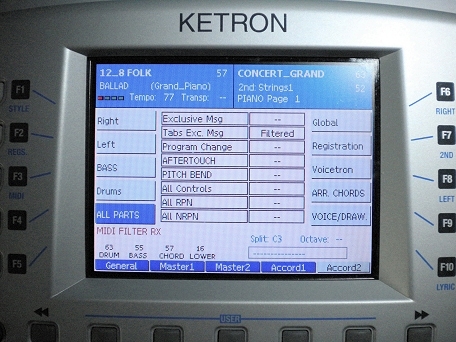 KETRON
12_8 FOLK 57 CONCERT_GRAND 63
BALLAD (Grand_Piano) 2nd: Strings1 52
Tempo: 77 Transp: -- PIANO Page 1
F1
STYLE
F2
REGS.
F3
MIDI
F4
F5
F6
RIGHT
F7
2ND
F8
LEFT
F9
F10
LYRIC
Right
Left
BASS
Drums
ALL PARTS
Exclusive Msg --
Tabs Exc. Msg Filtered
Program Change --
AFTERTOUCH --
PITCH BEND --
All Controls --
All RPN --
All NRPN --
Global
Registration
Voicetron
ARR. CHORDS
VOICE/DRAW.
MIDI FILTER RX
Split: C3 Octave: --
63 55 57 16
DRUM BASS CHORD LOWER
General Master1 Master2 Accord1 Accord2
USER